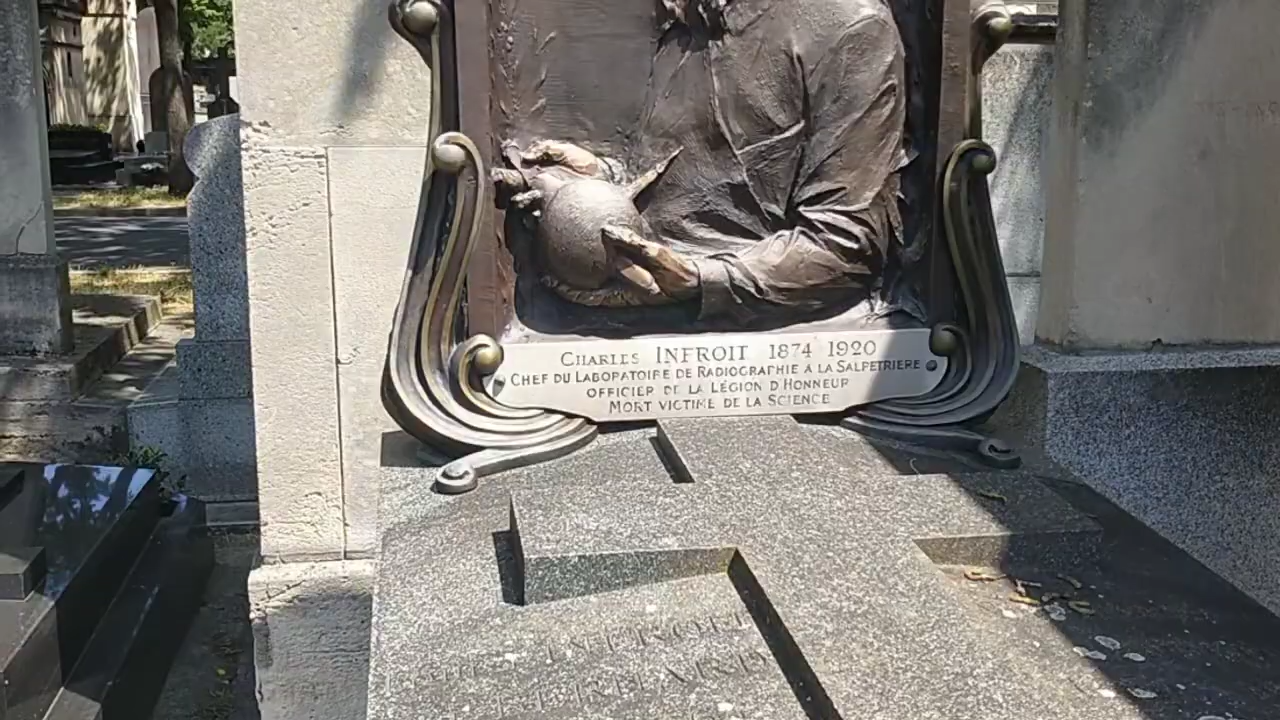 CHARLES INFROIT 1874 1920
CHEF DU LABORATOIRE DE RADIOGRAPHIE A LA SALPETRIERE
OFFICIER DE LA LÉGION D'HONNEUR
MORT VICTIME DE LA SCIENCE
INFROIT